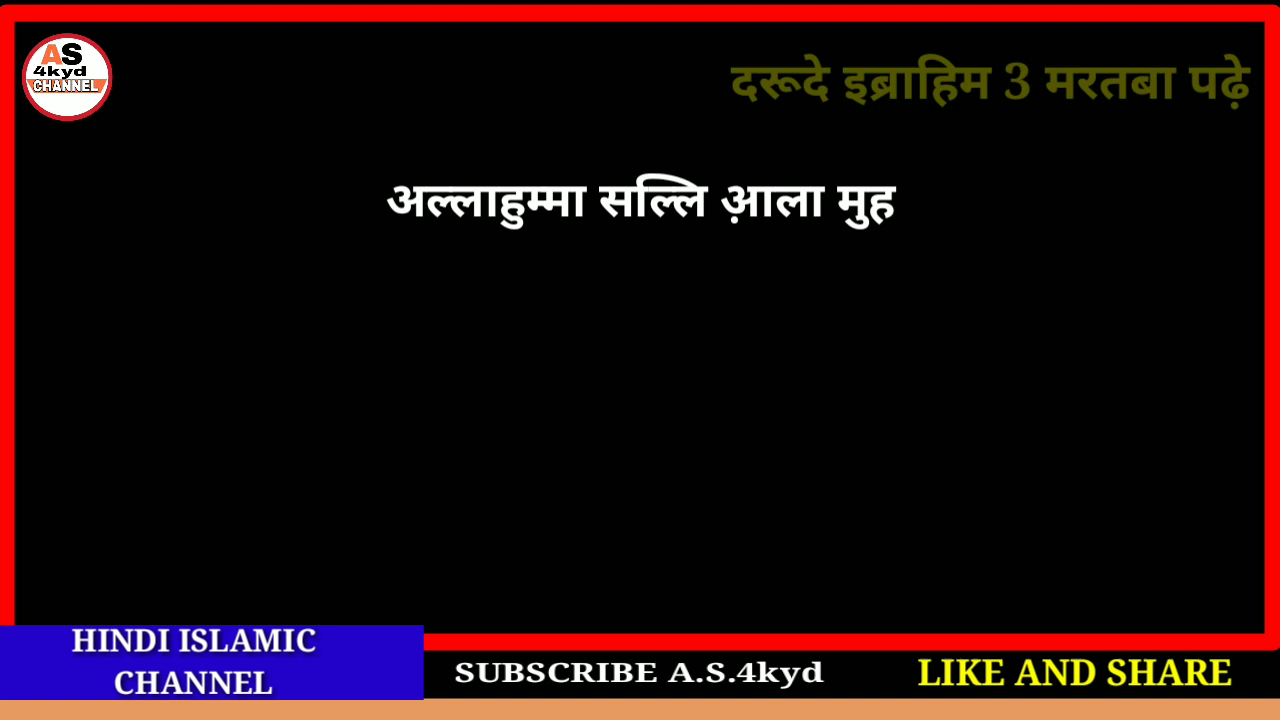 AS
4kyd
CHANNEL
दरूदे इब्राहिम 3 मरतबा पढ़े
अल्लाहुम्मा सल्लि आ़ला मुह
HINDI ISLAMIC
CHANNEL
SUBSCRIBE A.S.4kyd
LIKE AND SHARE